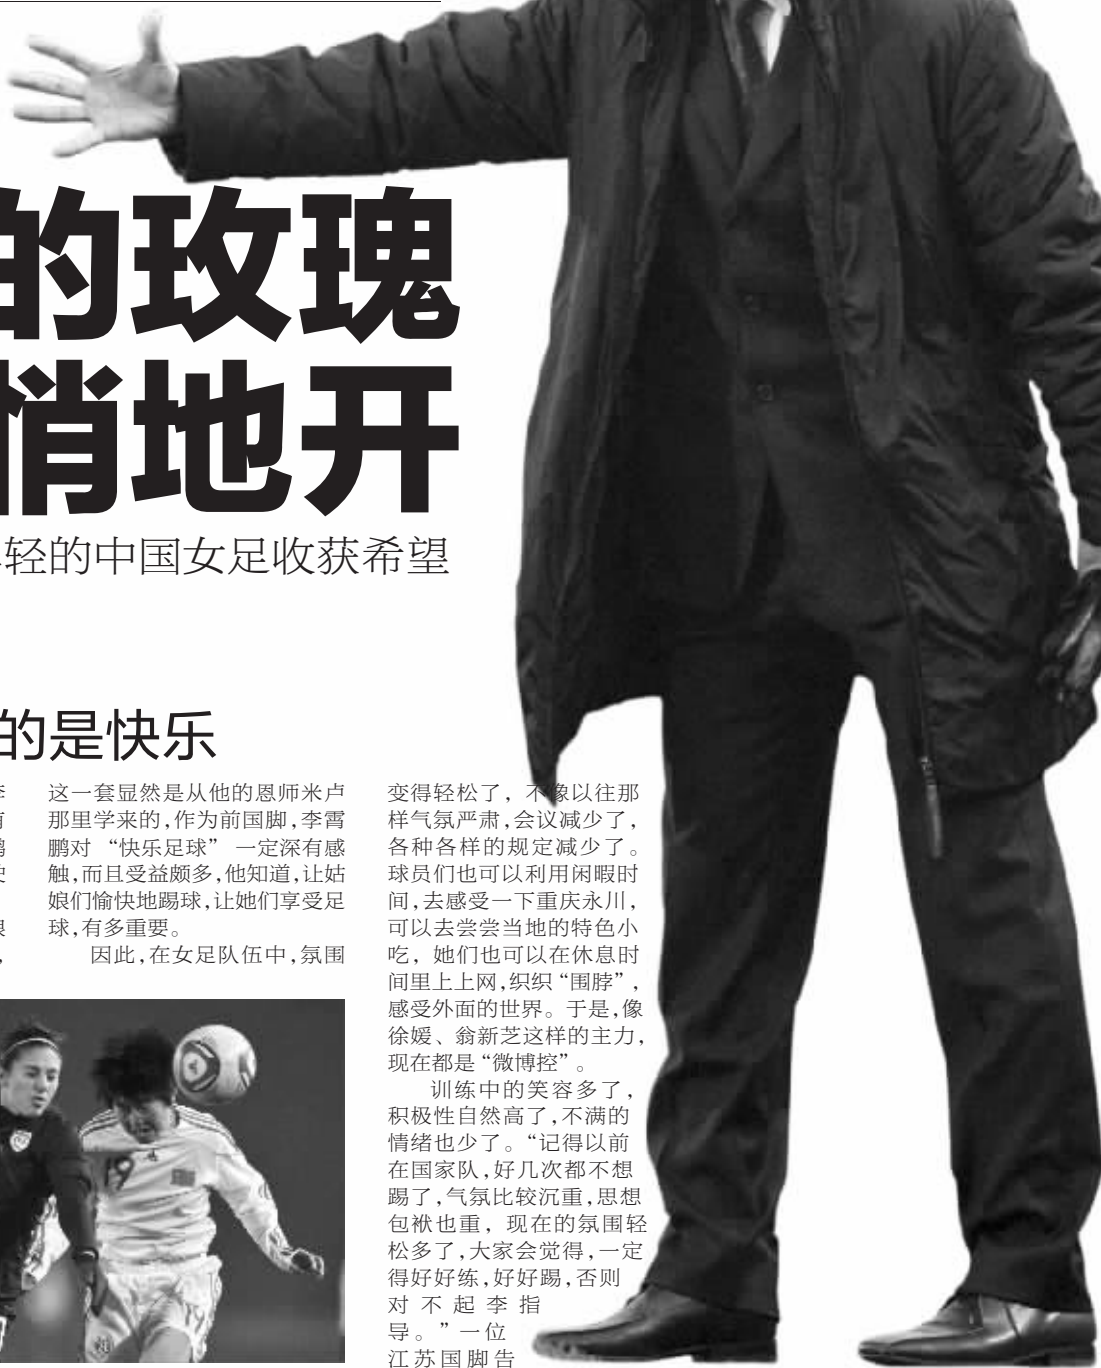 的玫瑰
悄地开
轻的中国女足收获希望
的是快乐
这一套显然是从他的恩师米卢
那里学来的,作为前国脚,李霄
鹏对 “快乐足球” 一定深有感
触,而且受益颇多,他知道,让姑
娘们愉快地踢球,让她们享受足
球,有多重要。
因此,在女足队伍中,氛围
变得轻松了, 不像以往那
样气氛严肃,会议减少了,
各种各样的规定减少了。
球员们也可以利用闲暇时
间,去感受一下重庆永川,
可以去尝尝当地的特色小
吃, 她们也可以在休息时
间里上上网,织织“围脖”,
感受外面的世界。于是,像
徐媛、翁新芝这样的主力,
现在都是“微博控”。
训练中的笑容多了,
积极性自然高了,不满的
情绪也少了。“记得以前
在国家队,好几次都不想
踢了,气氛比较沉重,思想
包袱也重, 现在的氛围轻
松多了,大家会觉得,一定
得好好练,好好踢,否则
对不起李指
导。”一位
江苏国脚告
19